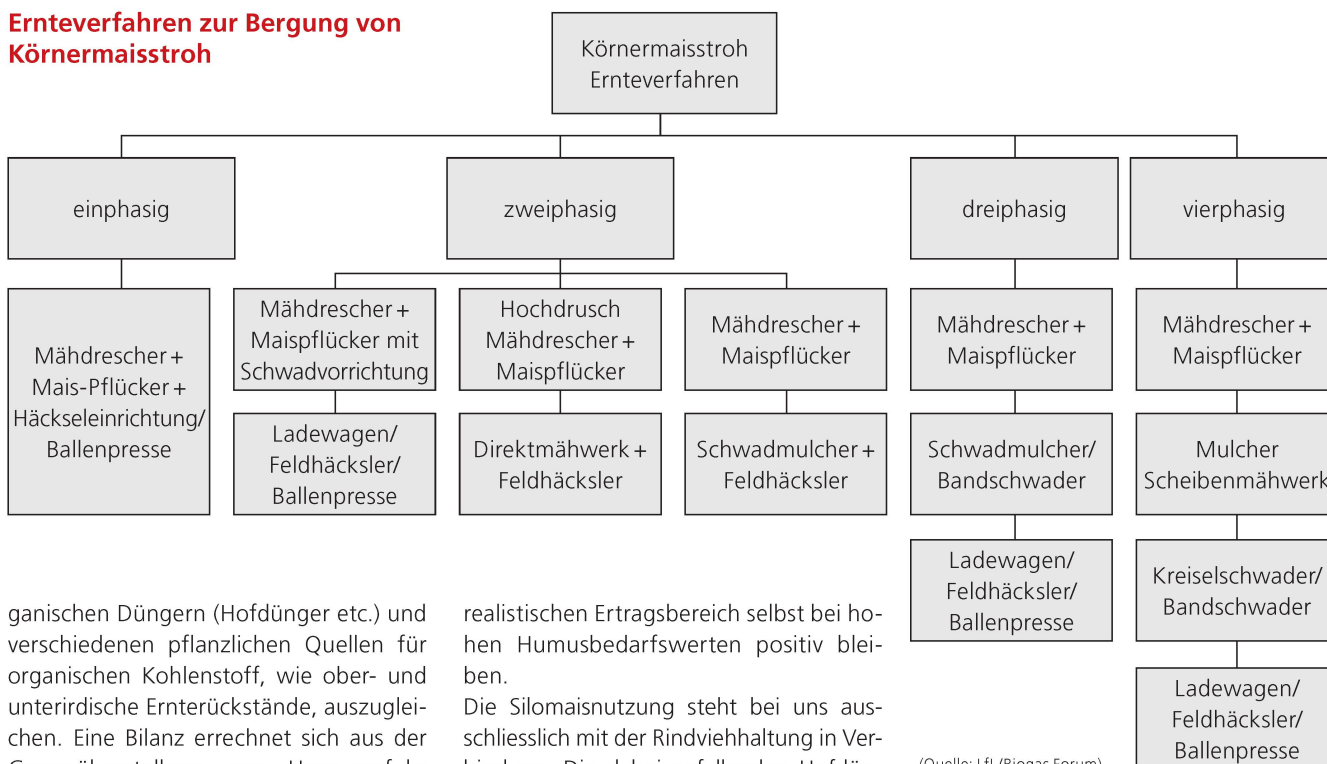 Ernteverfahren zur Bergung von
Körnermaisstroh
Körnermaisstroh
Ernteverfahren
einphasig
zweiphasig
dreiphasig
vierphasig
Mähdrescher +
Mais-Pflücker +
Häckseleinrichtung/
Ballenpresse
Mähdrescher +
Maispflücker mit
Schwadvorrichtung
Ladewagen/
Feldhäcksler/
Ballenpresse
Hochdrusch
Mähdrescher +
Maispflücker
Direktmähwerk +
Feldhäcksler
Mähdrescher +
Maispflücker
Schwadmulcher +
Feldhäcksler
Mähdrescher +
Maispflücker
Schwadmulcher/
Bandschwader
Ladewagen/
Feldhäcksler/
Ballenpresse
Mähdrescher +
Maispflücker
Mulcher
Scheibenmähwerk
Kreiselschwader/
Bandschwader
Ladewagen/
Feldhäcksler/
Ballenpresse
ganischen Düngern (Hofdünger etc.) und
verschiedenen pflanzlichen Quellen für
organischen Kohlenstoff, wie ober- und
unterirdische Ernterückstände, auszuglei-
chen. Eine Bilanz errechnet sich aus der
realistischen Ertragsbereich selbst bei ho-
hen Humusbedarfswerten positiv blei-
ben.
Die Silomaisnutzung steht bei uns aus-
schliesslich mit der Rindviehhaltung in Ver-